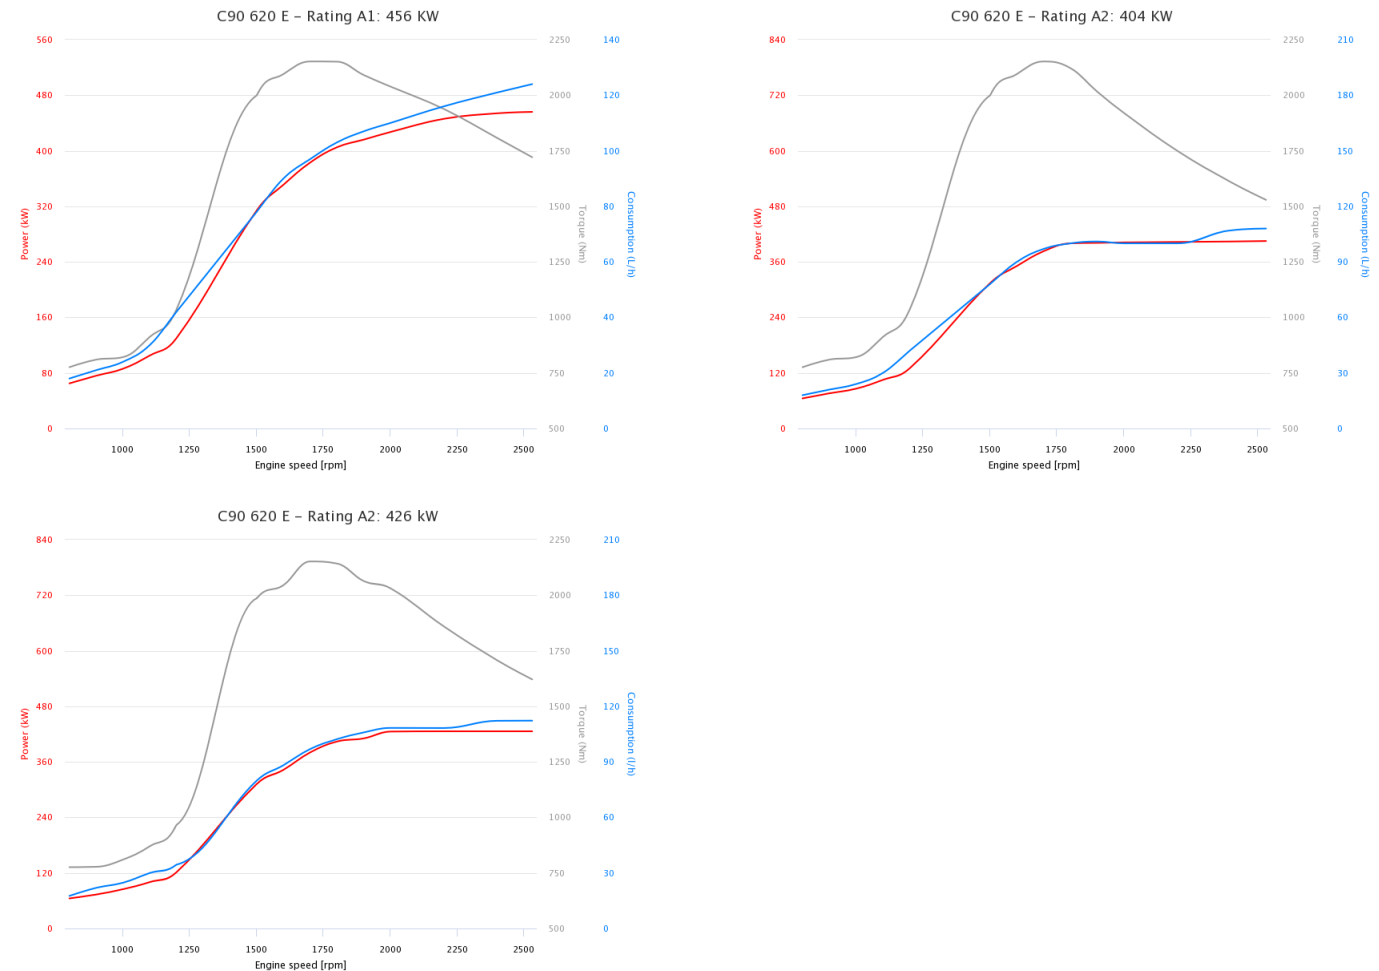 C90 620 E – Rating A1: 456 KW
560 2250 140
480 2000 120
400 1750 100
320 1500 80
240 1250 60
160 1000 40
80 750 20
0 500 0
Power (kW)
Torque (Nm)
Consumption (L/h)
1000 1250 1500 1750 2000 2250 2500
Engine speed [rpm]
C90 620 E – Rating A2: 404 KW
840 2250 210
720 2000 180
600 1750 150
480 1500 120
360 1250 90
240 1000 60
120 750 30
0 500 0
Power (kW)
Torque (Nm)
Consumption (L/h)
1000 1250 1500 1750 2000 2250 2500
Engine speed [rpm]
C90 620 E – Rating A2: 426 kW
840 2250 210
720 2000 180
600 1750 150
480 1500 120
360 1250 90
240 1000 60
120 750 30
0 500 0
Power (kW)
Torque (Nm)
Consumption (l/h)
1000 1250 1500 1750 2000 2250 2500
Engine speed [rpm]